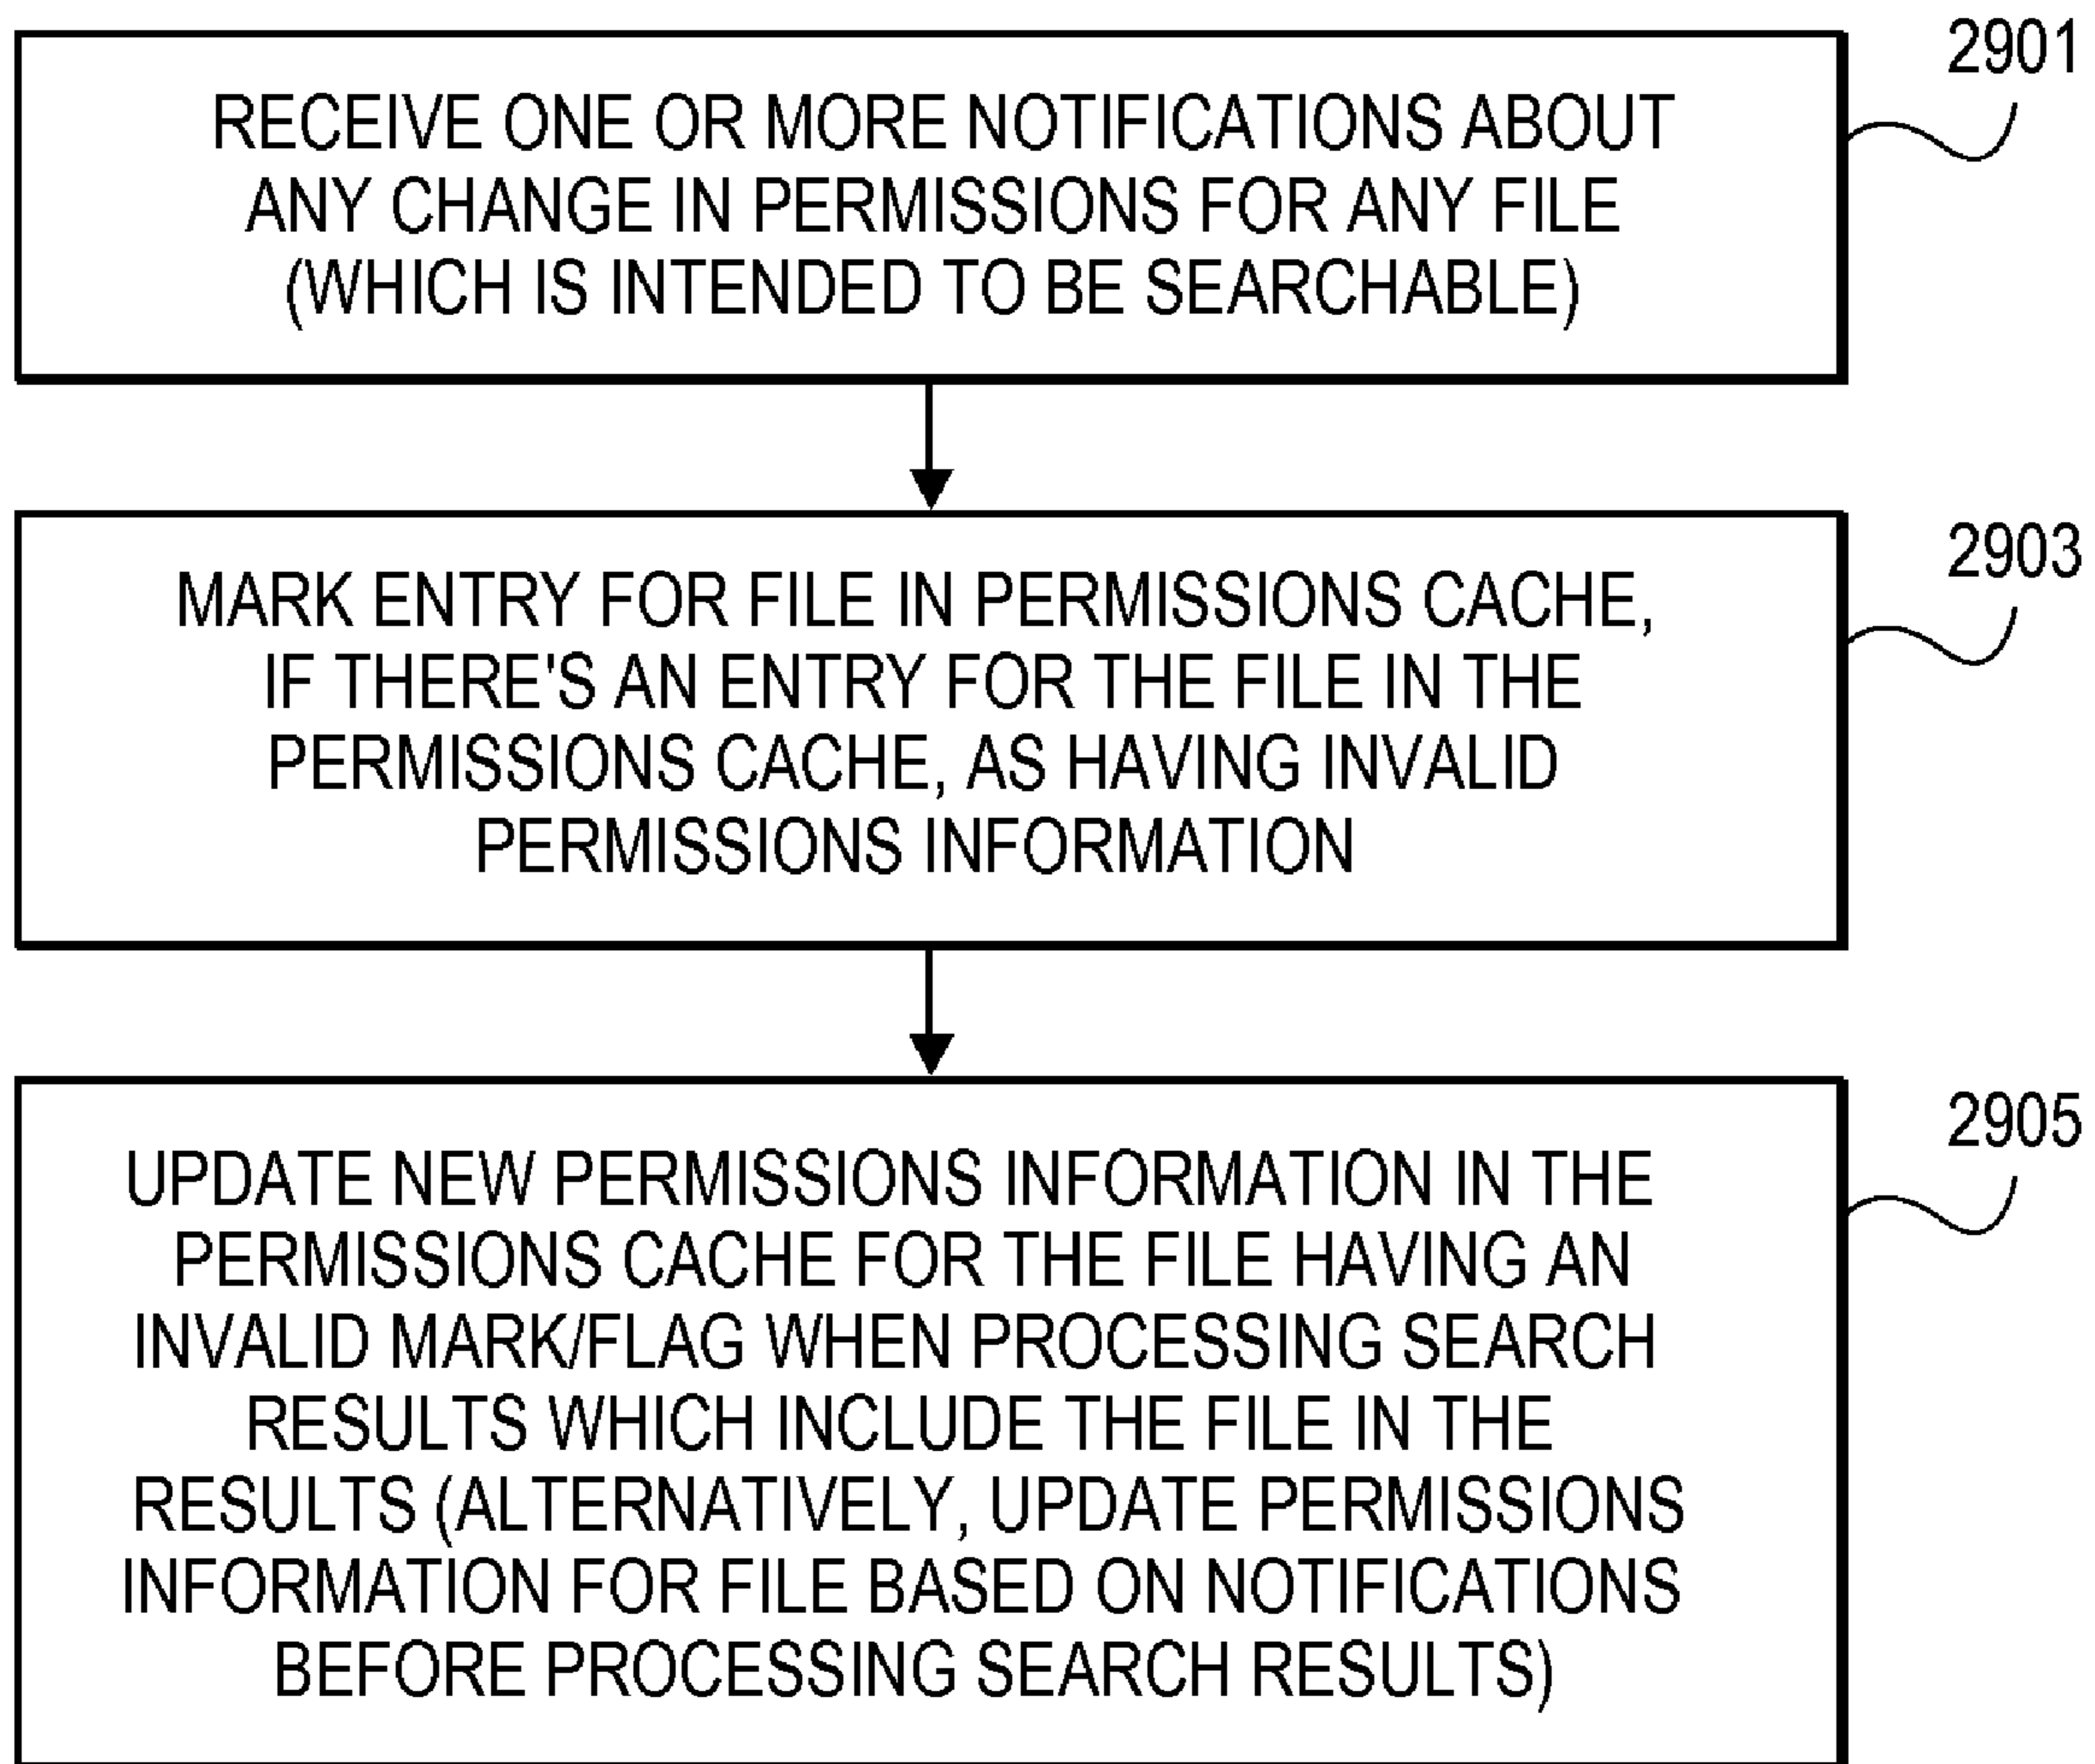 2901
RECEIVE ONE OR MORE NOTIFICATIONS ABOUT
ANY CHANGE IN PERMISSIONS FOR ANY FILE
(WHICH IS INTENDED TO BE SEARCHABLE)
2903
MARK ENTRY FOR FILE IN PERMISSIONS CACHE,
IF THERE'S AN ENTRY FOR THE FILE IN THE
PERMISSIONS CACHE, AS HAVING INVALID
PERMISSIONS INFORMATION
2905
UPDATE NEW PERMISSIONS INFORMATION IN THE
PERMISSIONS CACHE FOR THE FILE HAVING AN
INVALID MARK/FLAG WHEN PROCESSING SEARCH
RESULTS WHICH INCLUDE THE FILE IN THE
RESULTS (ALTERNATIVELY, UPDATE PERMISSIONS
INFORMATION FOR FILE BASED ON NOTIFICATIONS
BEFORE PROCESSING SEARCH RESULTS)